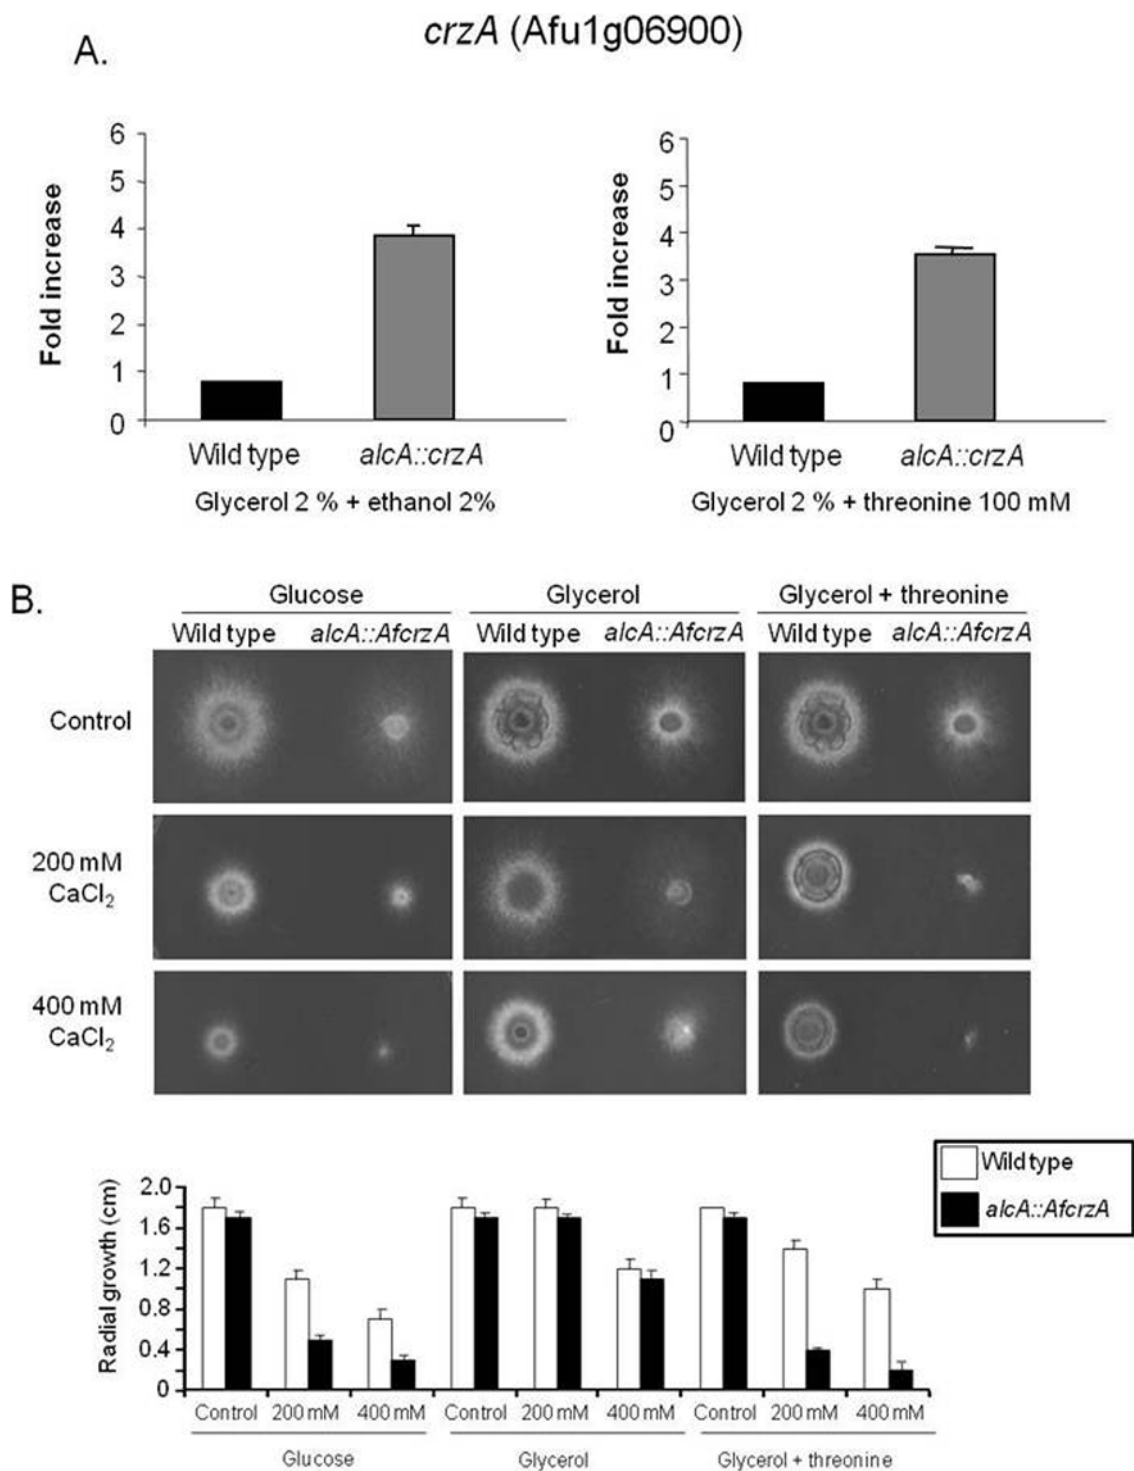 crzA (Afu1g06900)
A.
6
5
4
3
2
1
0
Fold increase
Wild type alcA::crzA
Glycerol 2 % + ethanol 2%
6
5
4
3
2
1
0
Fold increase
Wild type alcA::crzA
Glycerol 2 % + threonine 100 mM
B.
Glucose Glycerol Glycerol + threonine
Wild type alcA::AfcrzA Wild type alcA::AfcrzA Wild type alcA::AfcrzA
Control
200 mM
CaCl₂
400 mM
CaCl₂
Wild type
alcA::AfcrzA
2.0
1.6
1.2
0.8
0.4
0
Radial growth (cm)
Control 200 mM 400 mM Control 200 mM 400 mM Control 200 mM 400 mM
Glucose Glycerol Glycerol + threonine